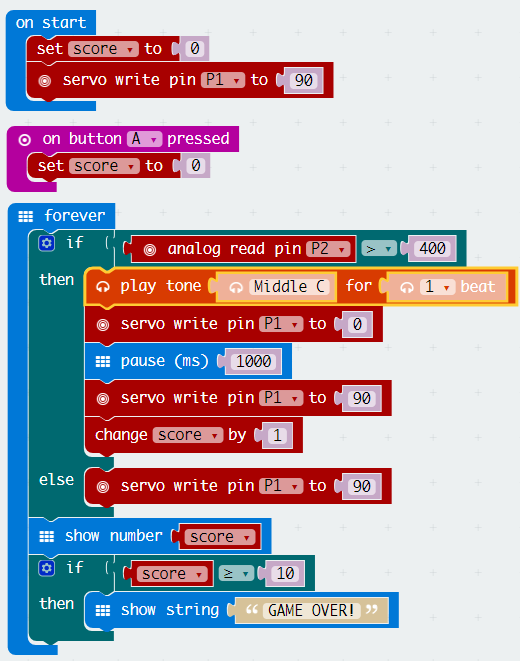 on start
set score to 0
servo write pin P1 to 90
on button A pressed
set score to 0
forever
if analog read pin P2 > 400
then play tone Middle C for 1 beat
servo write pin P1 to 0
pause (ms) 1000
servo write pin P1 to 90
change score by 1
else servo write pin P1 to 90
show number score
if score ≥ 10
then show string “ GAME OVER! ”